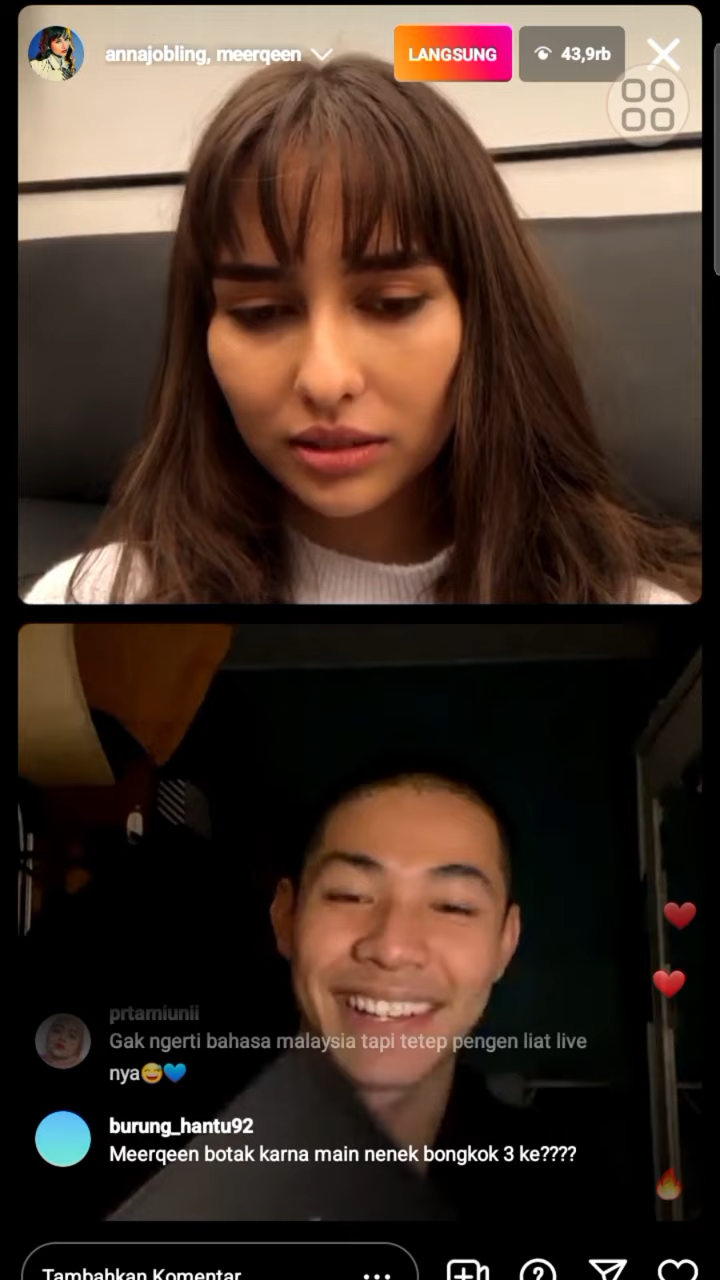 annajobling, meerqeen
LANGSUNG
43,9rb
prtamiunii
Gak ngerti bahasa malaysia tapi tetep pengen liat live
nya😅💙
burung_hantu92
Meerqeen botak karna main nenek bongkok 3 ke????
Tambahkan Komentar